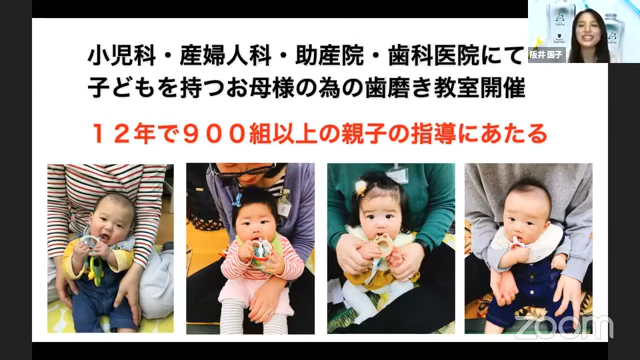 小児科・産婦人科・助産院・歯科医院にて
子どもを持つお母様の為の歯磨き教室開催
１２年で９００組以上の親子の指導にあたる
阪井 国子
zoom